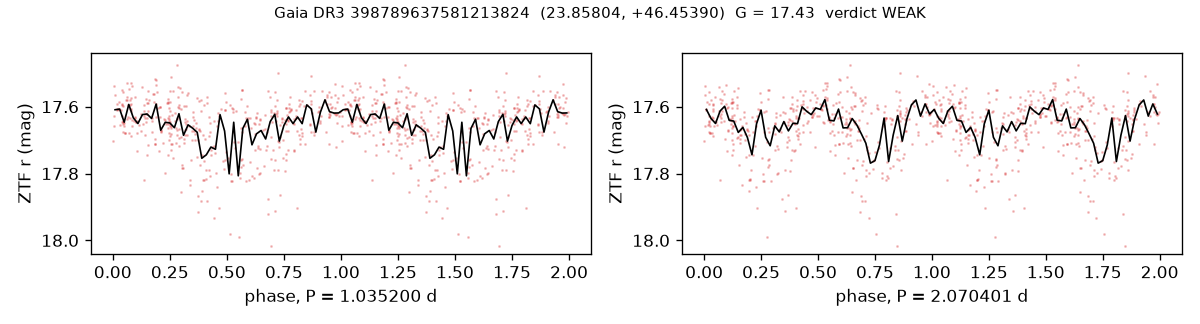 Gaia DR3 398789637581213824  (23.85804, +46.45390)  G = 17.43  verdict WEAK
ZTF r (mag)
17.6
17.8
18.0
0.00 0.25 0.50 0.75 1.00 1.25 1.50 1.75 2.00
phase, P = 1.035200 d
ZTF r (mag)
17.6
17.8
18.0
0.00 0.25 0.50 0.75 1.00 1.25 1.50 1.75 2.00
phase, P = 2.070401 d